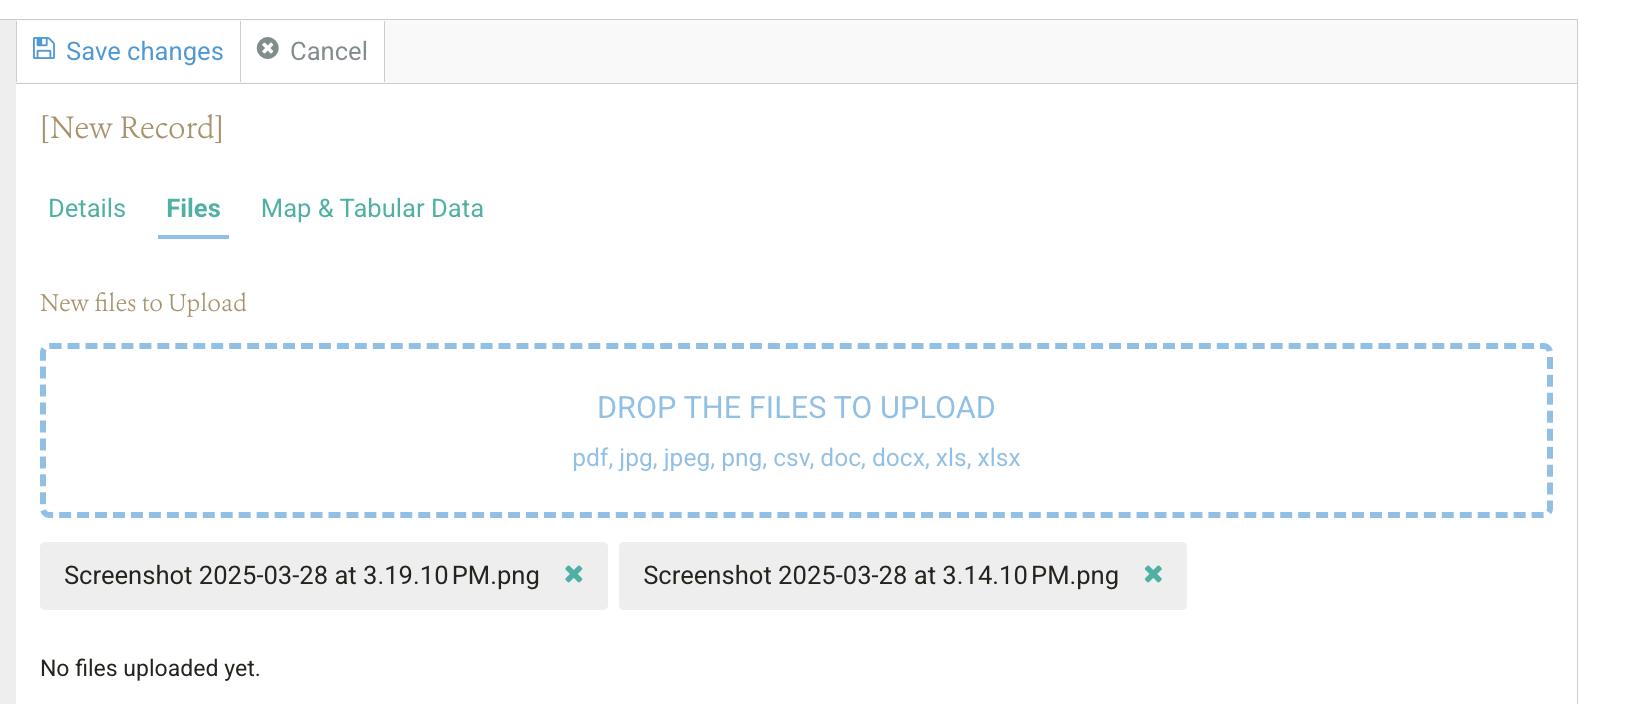 Save changes Cancel
[New Record]
Details Files Map & Tabular Data
New files to Upload
DROP THE FILES TO UPLOAD
pdf, jpg, jpeg, png, csv, doc, docx, xls, xlsx
Screenshot 2025-03-28 at 3.19.10 PM.png Screenshot 2025-03-28 at 3.14.10 PM.png
No files uploaded yet.